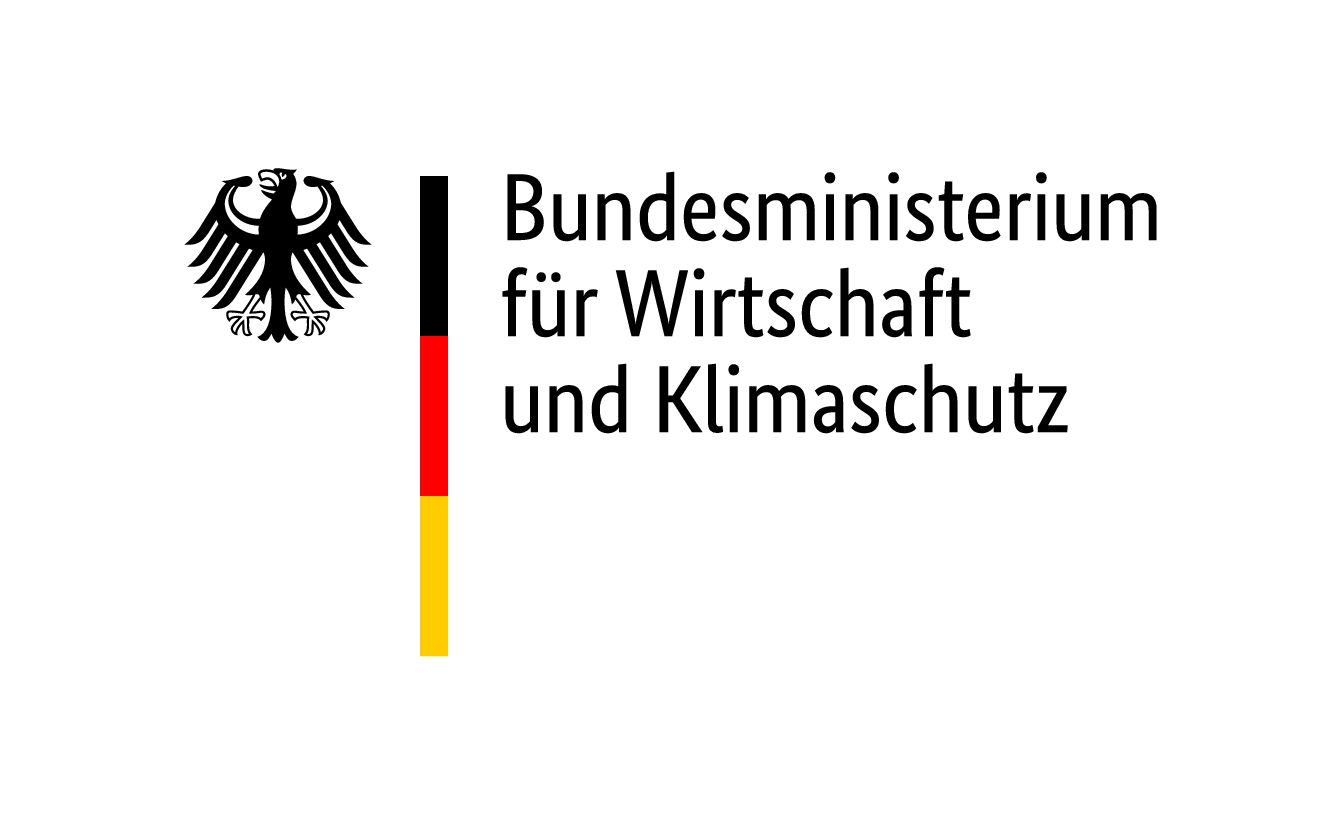 Bundesministerium
für Wirtschaft
und Klimaschutz